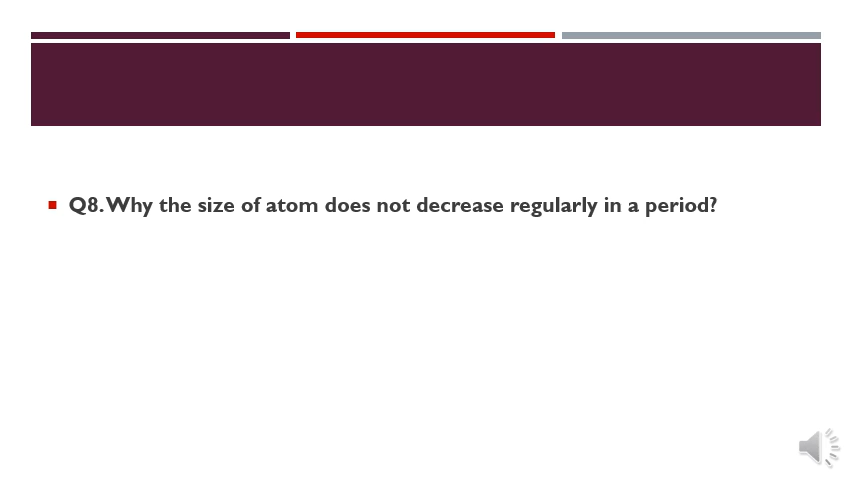 Q8. Why the size of atom does not decrease regularly in a period?